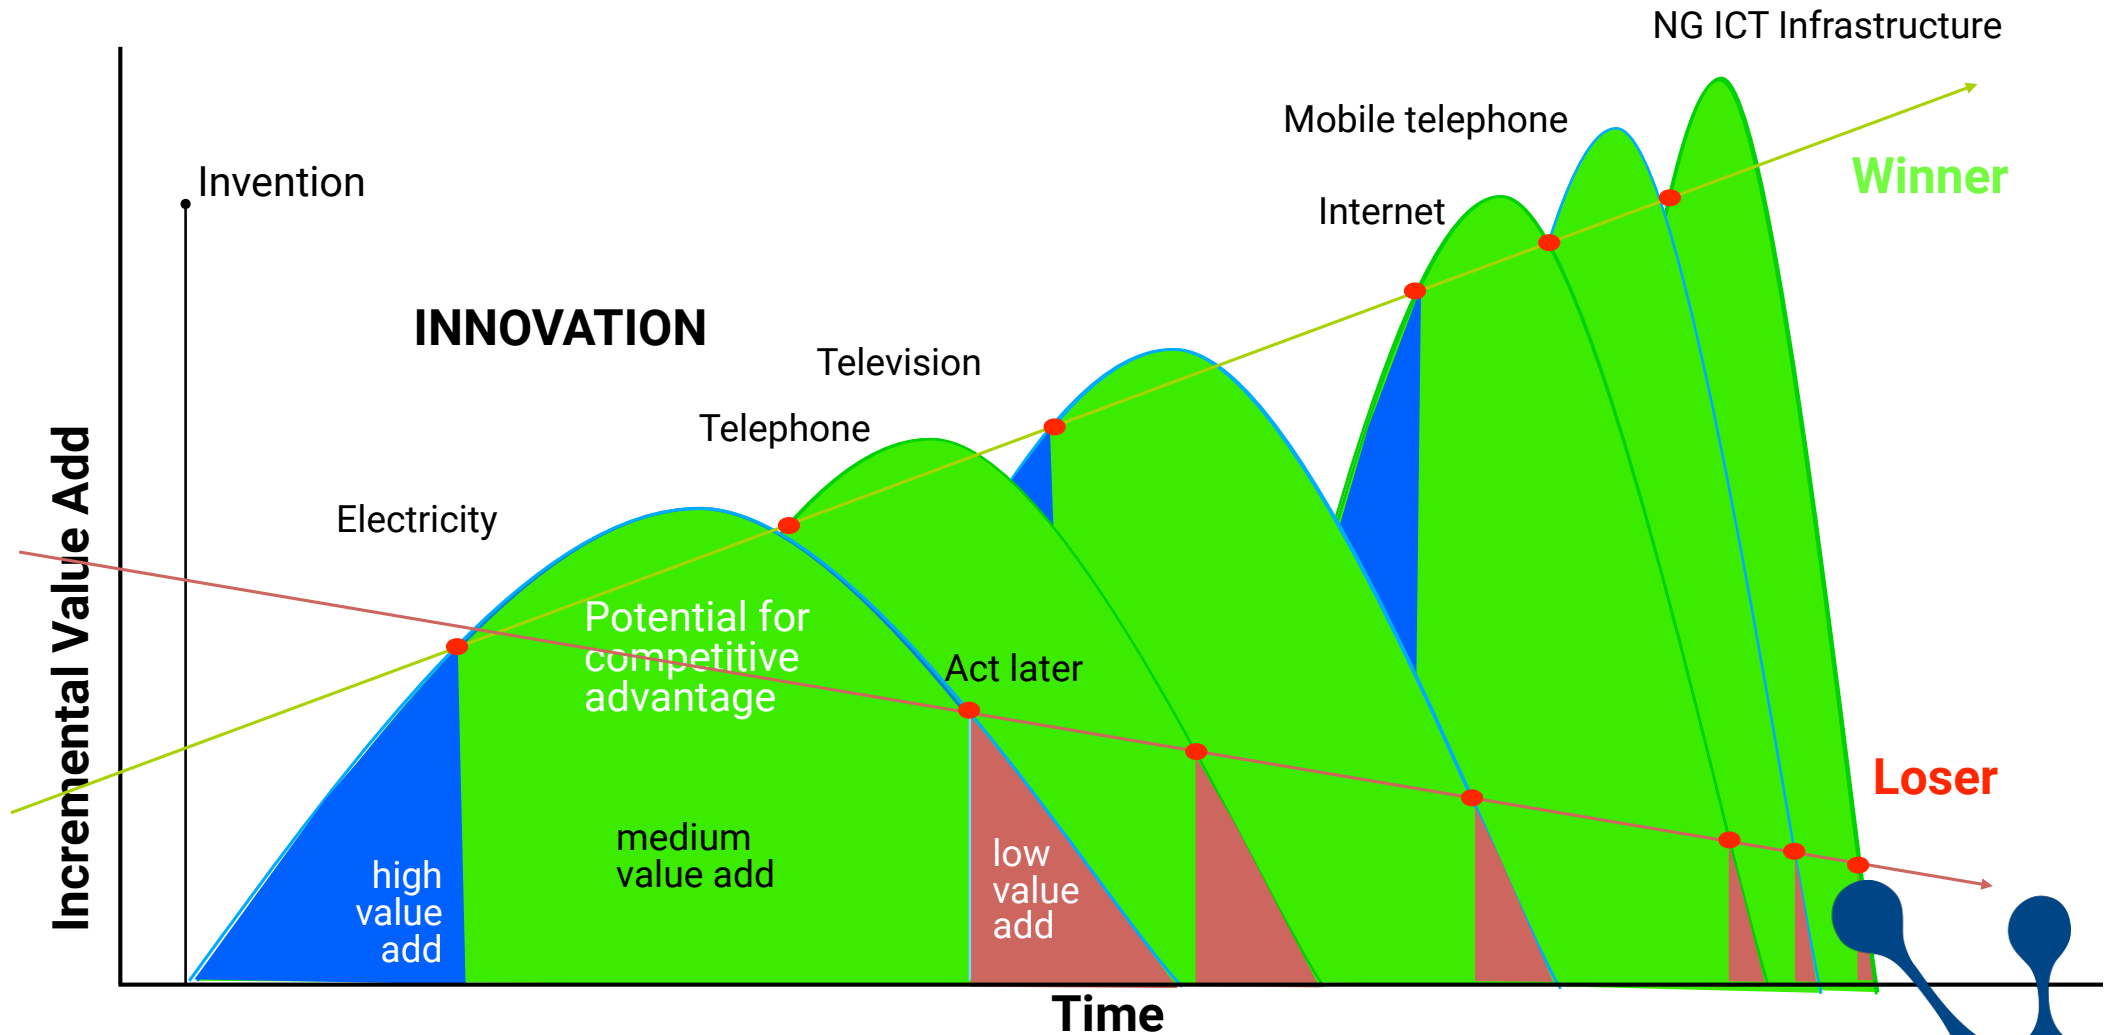 NG ICT Infrastructure
Mobile telephone
Invention
Winner
Internet
INNOVATION
Television
Telephone
Electricity
Incremental Value Add
Potential for
competitive
advantage
Act later
Loser
medium
value add
high
value
add
low
value
add
Time